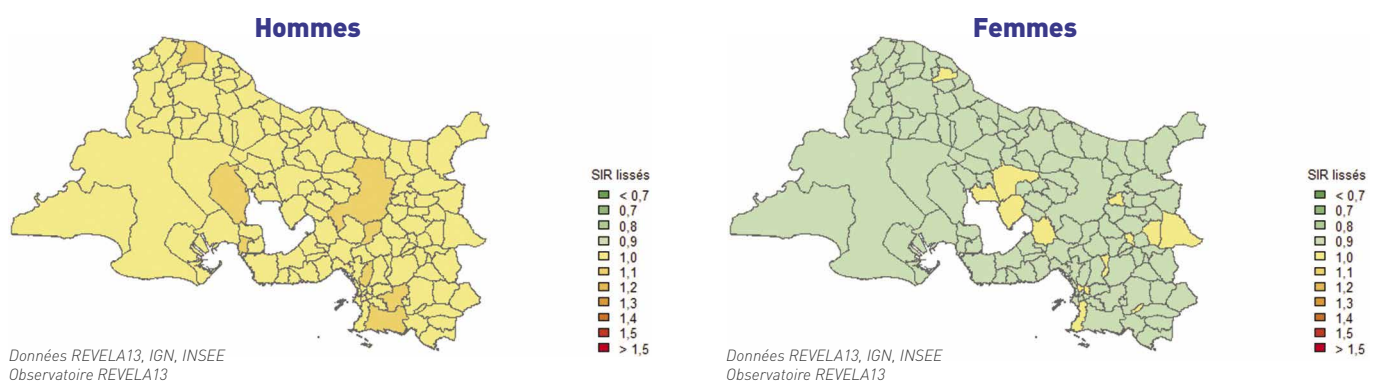 Hommes
SIR lissés
< 0,7
0,7
0,8
0,9
1,0
1,1
1,2
1,3
1,4
1,5
> 1,5
Données REVELA13, IGN, INSEE
Observatoire REVELA13
Femmes
SIR lissés
< 0,7
0,7
0,8
0,9
1,0
1,1
1,2
1,3
1,4
1,5
> 1,5
Données REVELA13, IGN, INSEE
Observatoire REVELA13